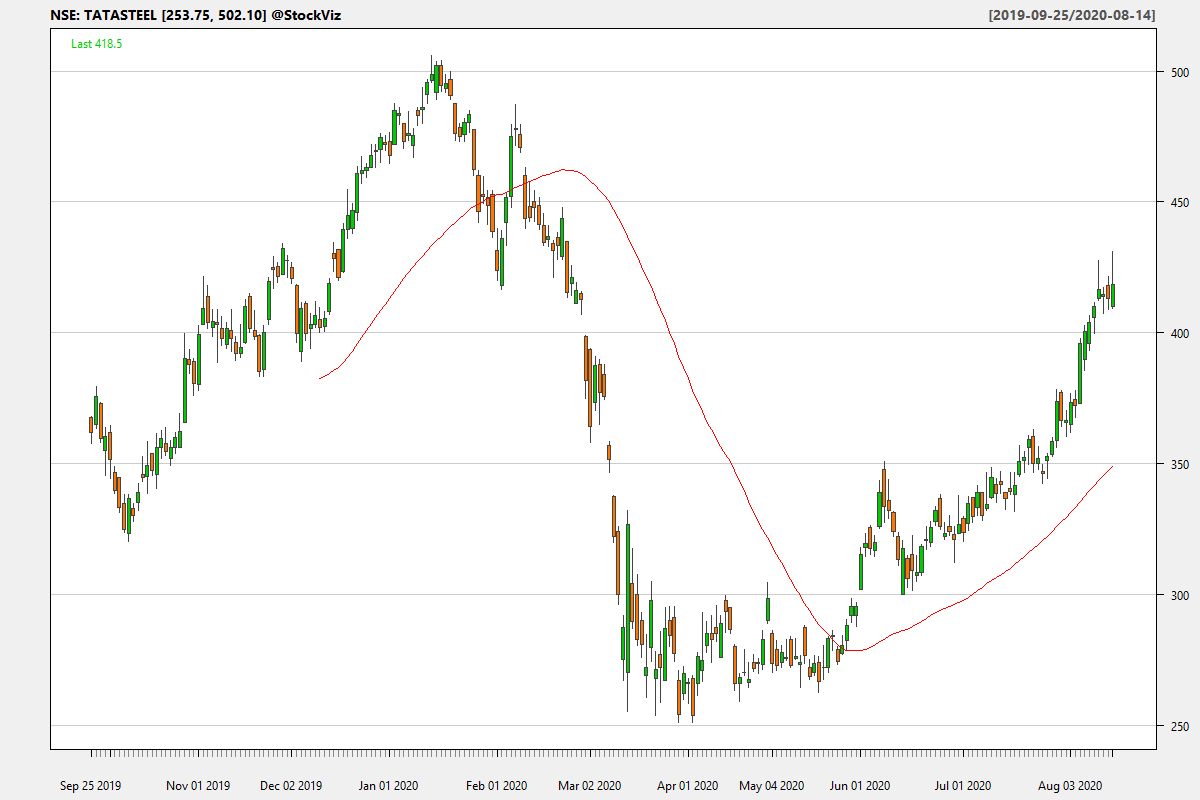 NSE: TATASTEEL [253.75, 502.10] @StockViz
[2019-09-25/2020-08-14]
Last 418.5
500
450
400
350
300
250
Sep 25 2019 Nov 01 2019 Dec 02 2019 Jan 01 2020 Feb 01 2020 Mar 02 2020 Apr 01 2020 May 04 2020 Jun 01 2020 Jul 01 2020 Aug 03 2020